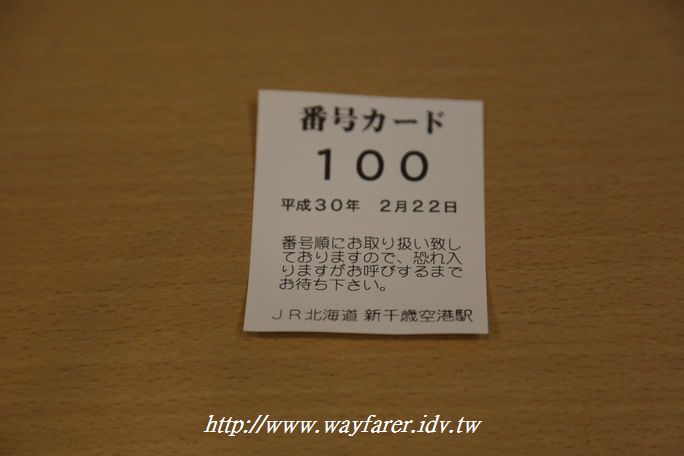 番号カード
１００
平成３０年　２月２２日
番号順にお取り扱い致し
ておりますので、恐れ入
りますがお呼びするまで
お待ち下さい。
ＪＲ北海道 新千歳空港駅
http://www.wayfarer.idv.tw